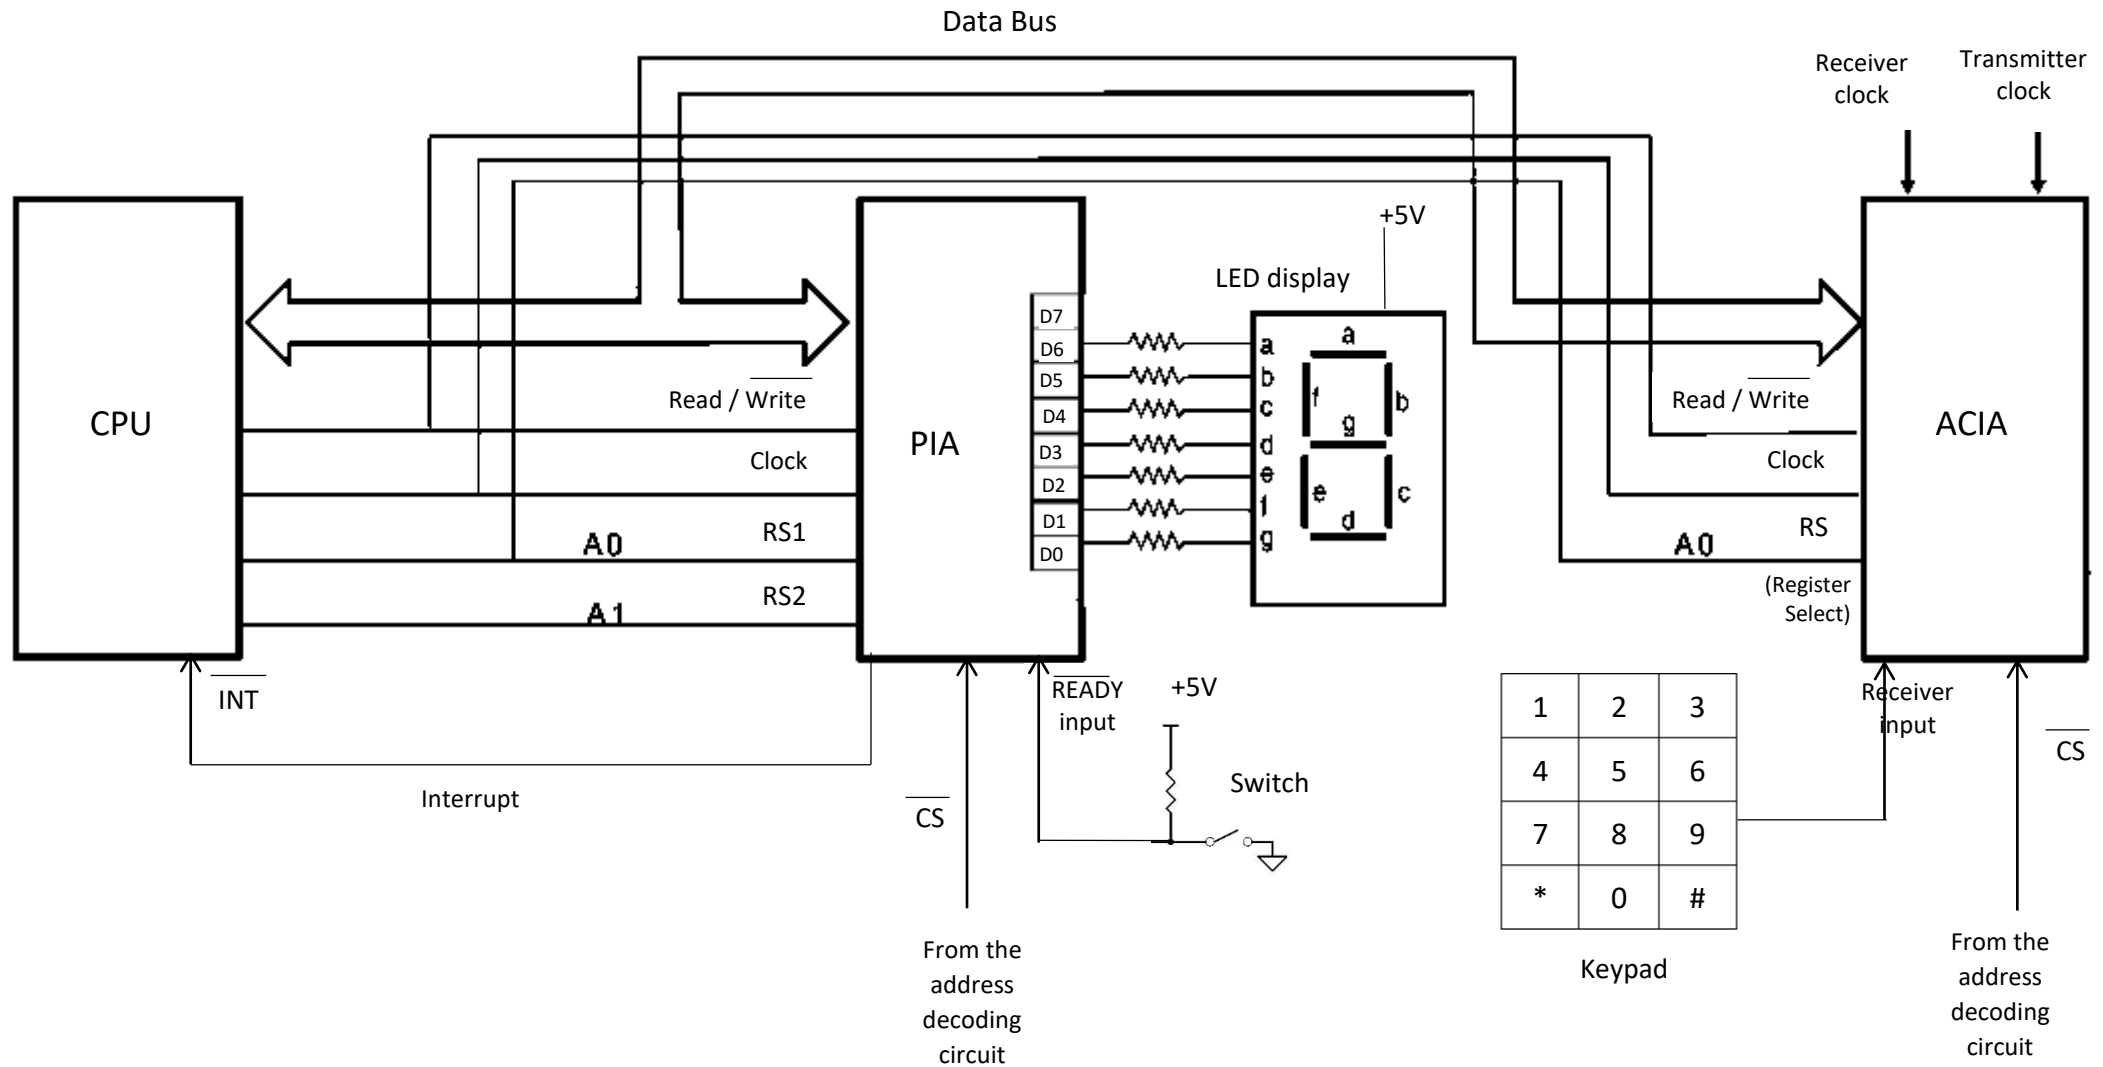 Data Bus
Receiver
clock
Transmitter
clock
+5V
LED display
CPU
Read / Write
Clock
A0
RS1
A1
RS2
PIA
D7
D6
D5
D4
D3
D2
D1
D0
a
b
c
d
e
f
g
a
f
b
g
e
c
d
Read / Write
Clock
RS
A0
(Register
Select)
ACIA
INT
Interrupt
CS
READY
input
+5V
Switch
From the
address
decoding
circuit
1 2 3
4 5 6
7 8 9
* 0 #
Keypad
Receiver
input
CS
From the
address
decoding
circuit